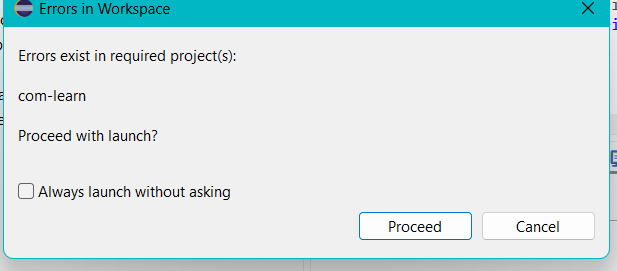 Errors in Workspace
Errors exist in required project(s):
com-learn
Proceed with launch?
Always launch without asking
Proceed
Cancel